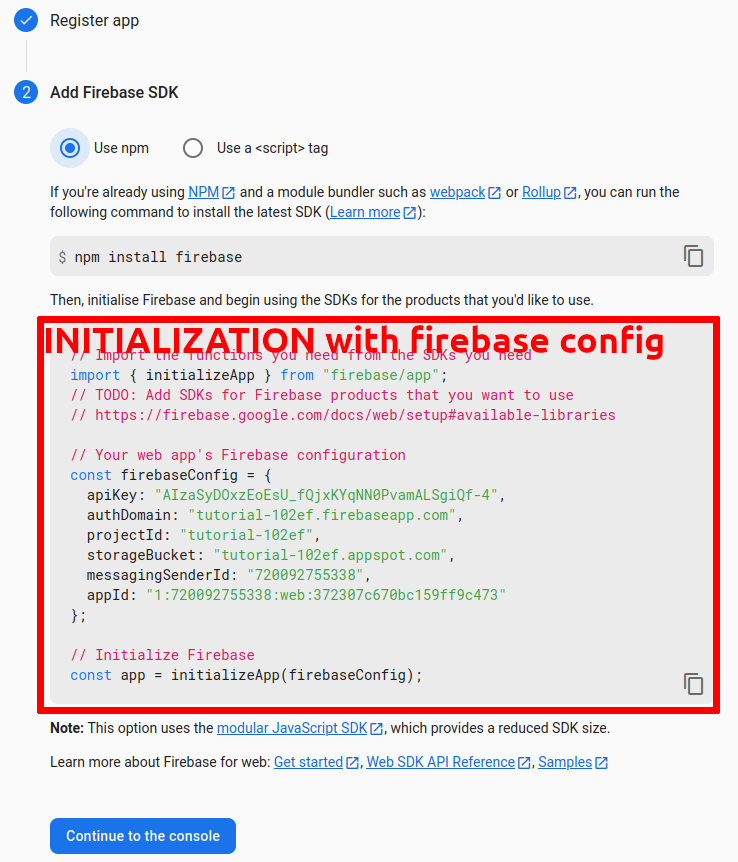 Register app
2 Add Firebase SDK
Use npm Use a <script> tag
If you're already using NPM and a module bundler such as webpack or Rollup, you can run the
following command to install the latest SDK (Learn more):
$ npm install firebase
Then, initialise Firebase and begin using the SDKs for the products that you'd like to use.
INITIALIZATION with firebase config
// Import the functions you need from the SDKs you need
import { initializeApp } from "firebase/app";
// TODO: Add SDKs for Firebase products that you want to use
// https://firebase.google.com/docs/web/setup#available-libraries
// Your web app's Firebase configuration
const firebaseConfig = {
apiKey: "AIzaSyDOxzEoEsU_fQjxKYqNN0PvamALSgiQf-4",
authDomain: "tutorial-102ef.firebaseapp.com",
projectId: "tutorial-102ef",
storageBucket: "tutorial-102ef.appspot.com",
messagingSenderId: "720092755338",
appId: "1:720092755338:web:372307c670bc159ff9c473"
};
// Initialize Firebase
const app = initializeApp(firebaseConfig);
Note: This option uses the modular JavaScript SDK, which provides a reduced SDK size.
Learn more about Firebase for web: Get started, Web SDK API Reference, Samples
Continue to the console